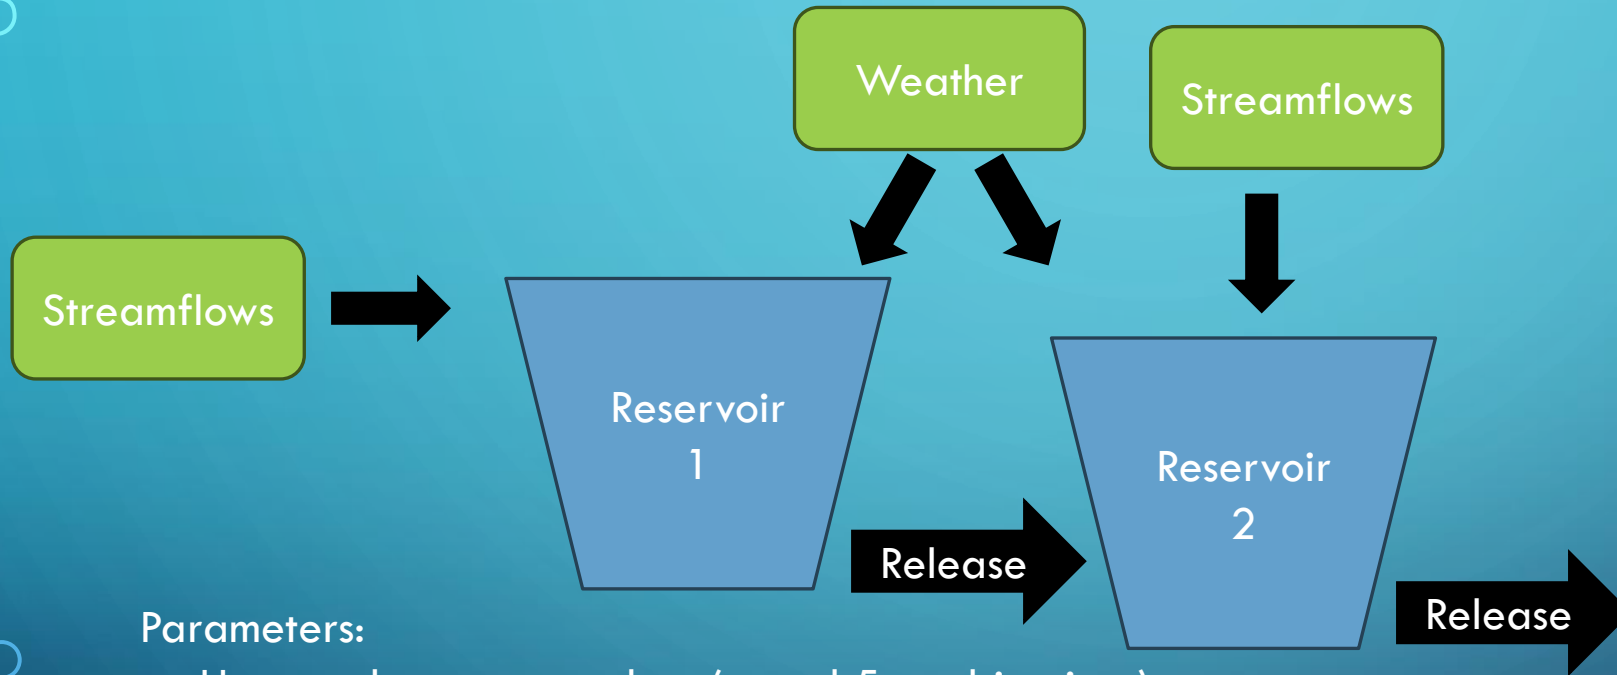 Weather
Streamflows
Streamflows
Reservoir
1
Reservoir
2
Release
Release
Parameters: